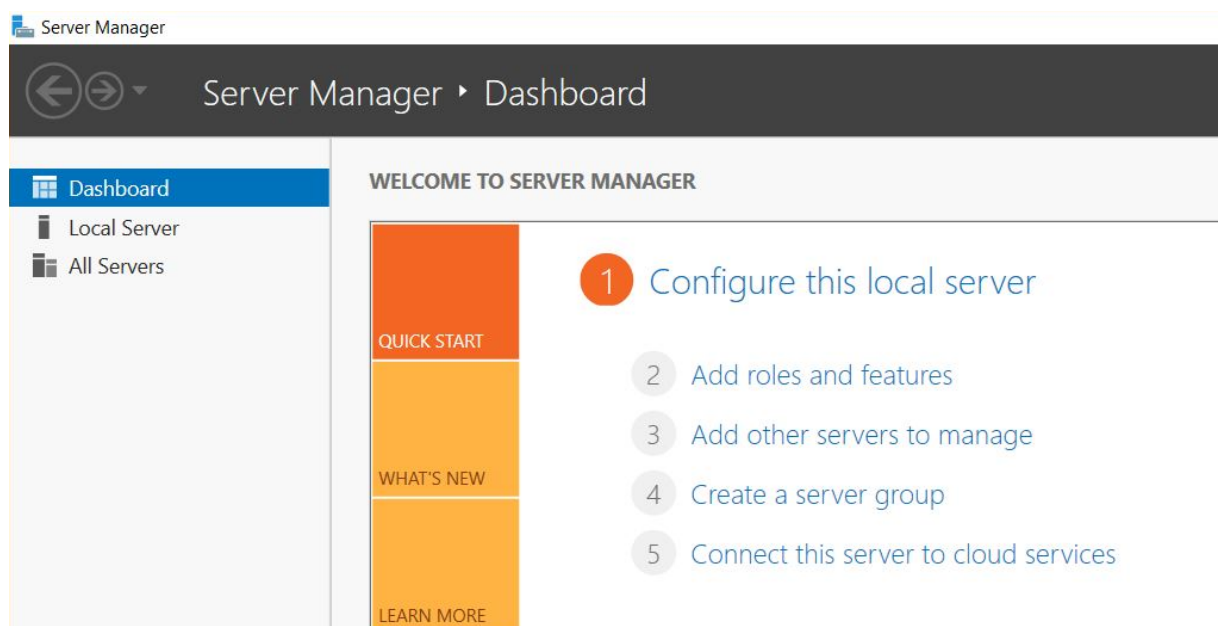 Server Manager
Server Manager ‣ Dashboard
Dashboard
Local Server
All Servers
WELCOME TO SERVER MANAGER
QUICK START
WHAT'S NEW
LEARN MORE
1 Configure this local server
2 Add roles and features
3 Add other servers to manage
4 Create a server group
5 Connect this server to cloud services